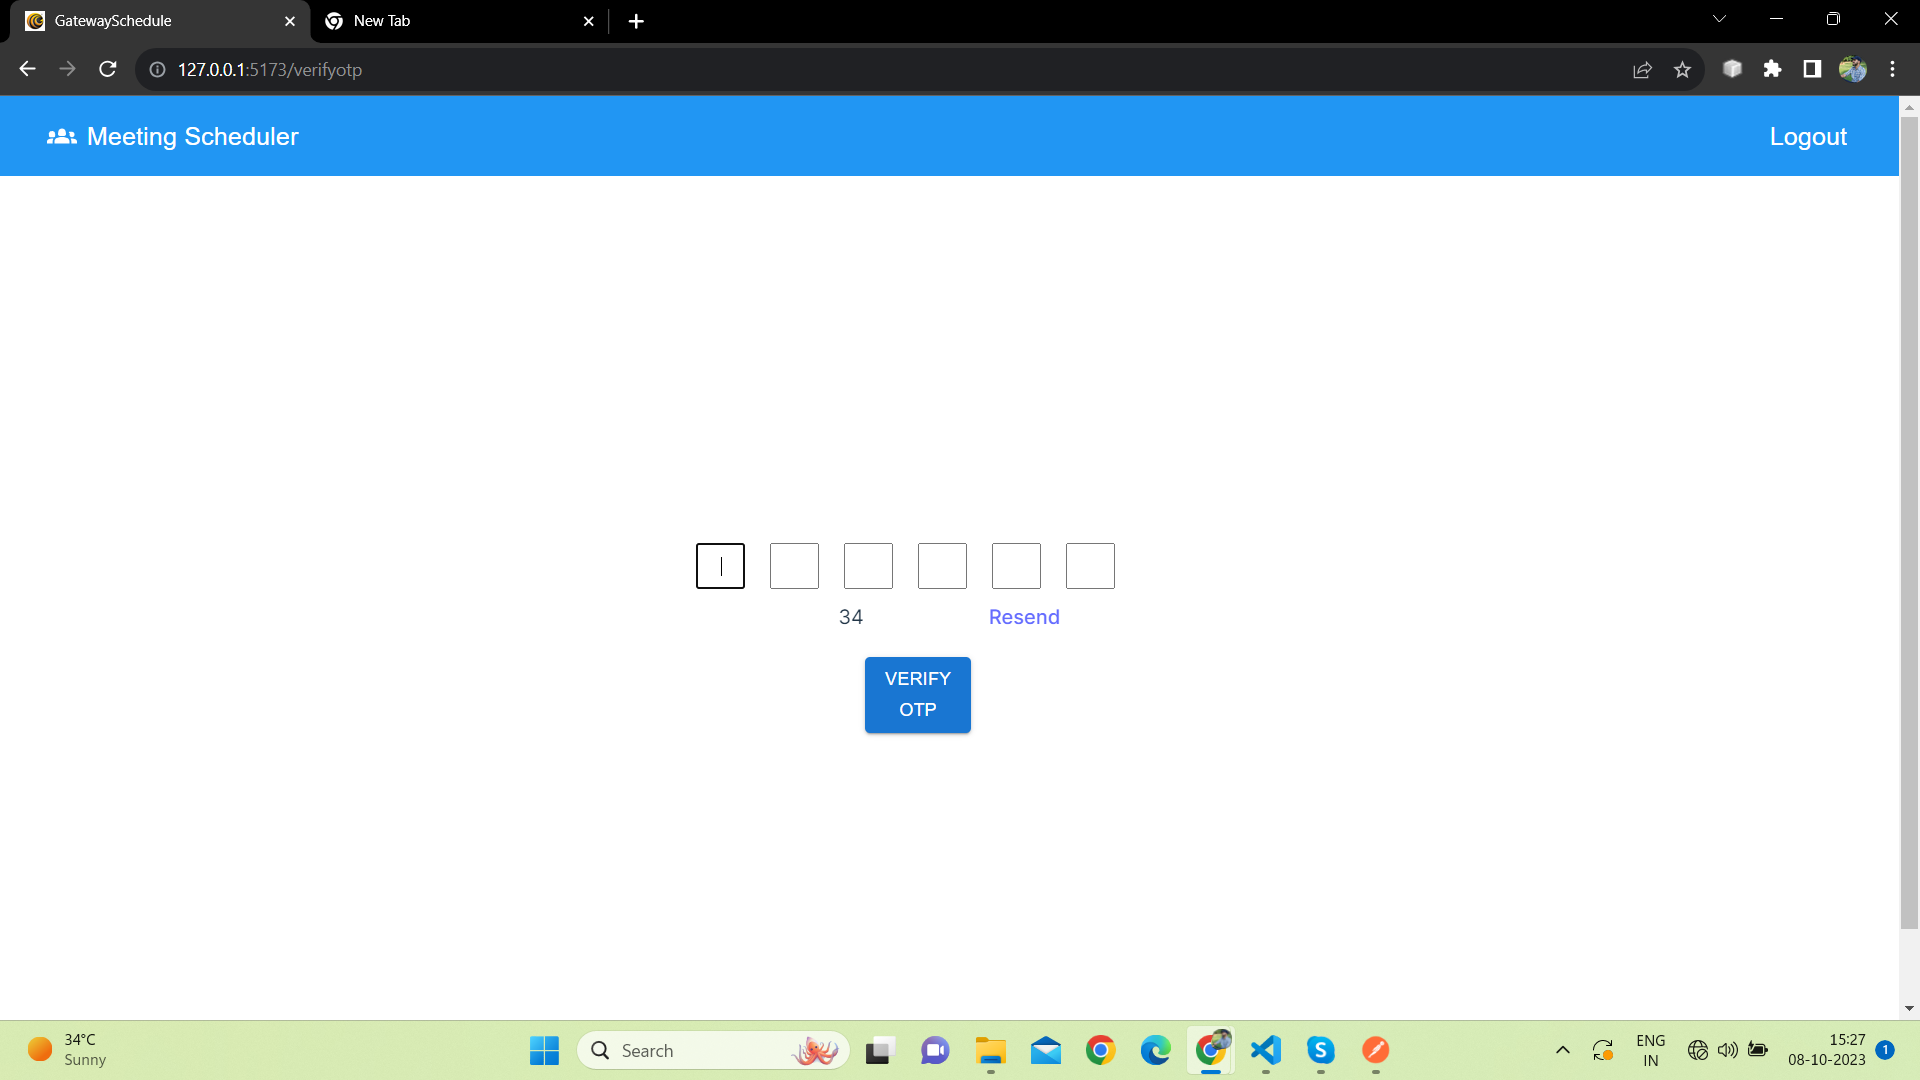 GatewaySchedule
New Tab
127.0.0.1:5173/verifyotp
Meeting Scheduler
Logout
34
Resend
VERIFY
OTP
34°C
Sunny
Search
ENG
IN
15:27
08-10-2023
1